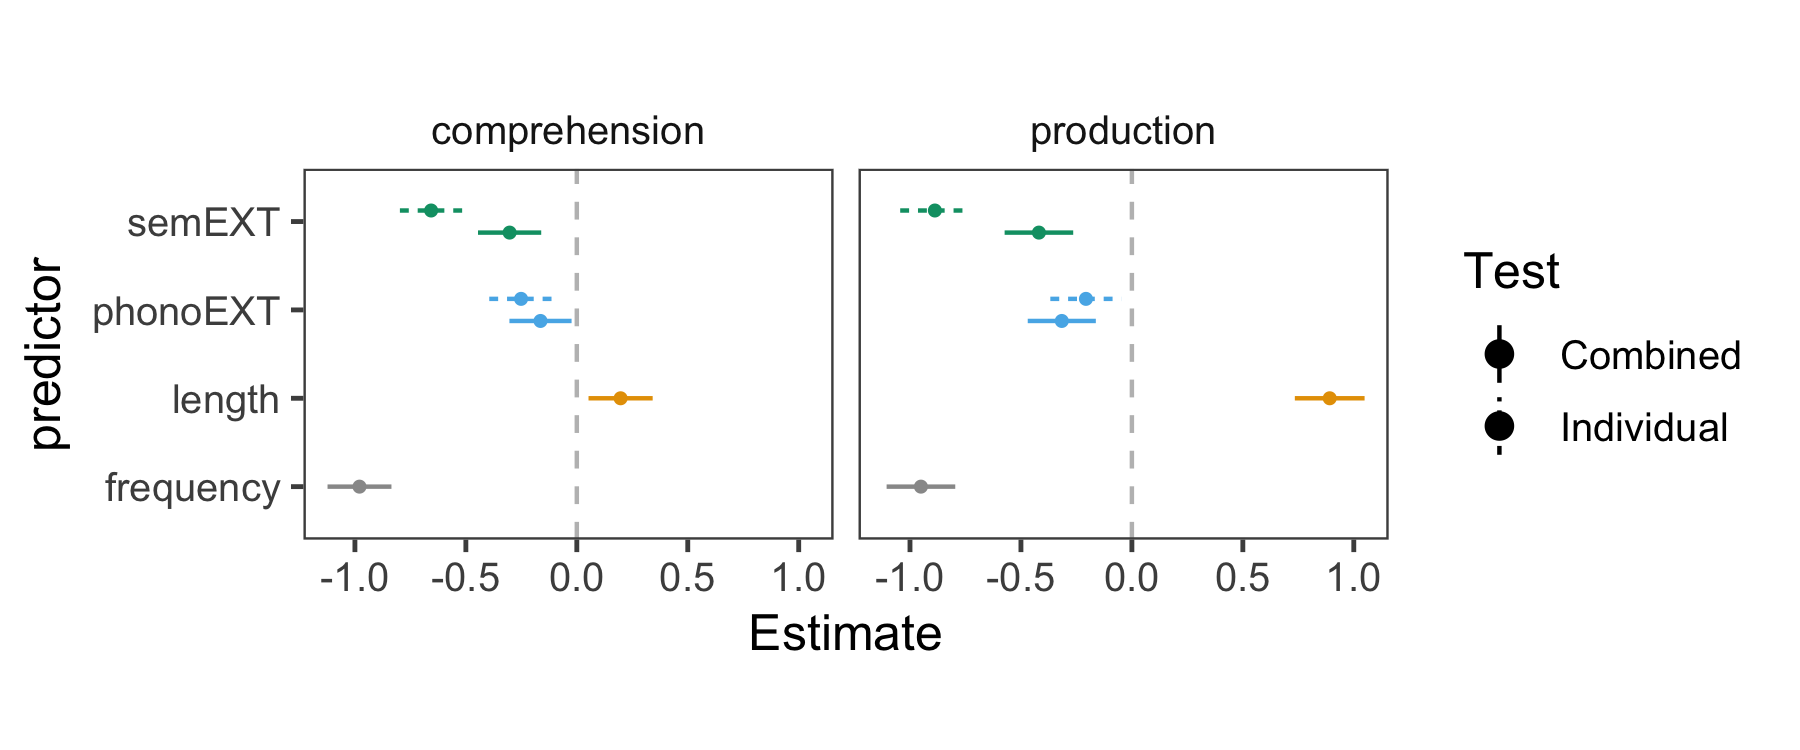 comprehension
production
semEXT
phonoEXT
length
frequency
predictor
-1.0 -0.5 0.0 0.5 1.0
-1.0 -0.5 0.0 0.5 1.0
Estimate
Test
Combined
Individual